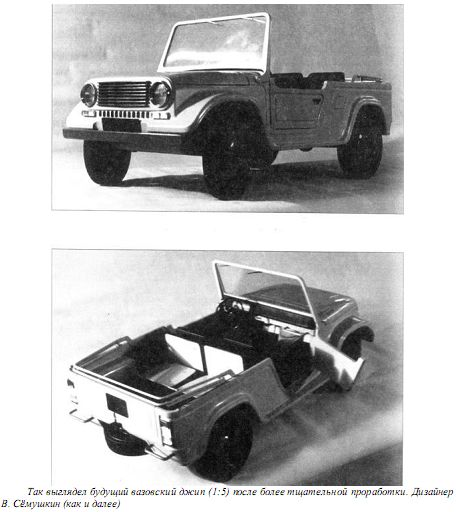 Так выглядел будущий вазовский джип (1:5) после более тщательной проработки. Дизайнер
В. Сёмушкин (как и далее)